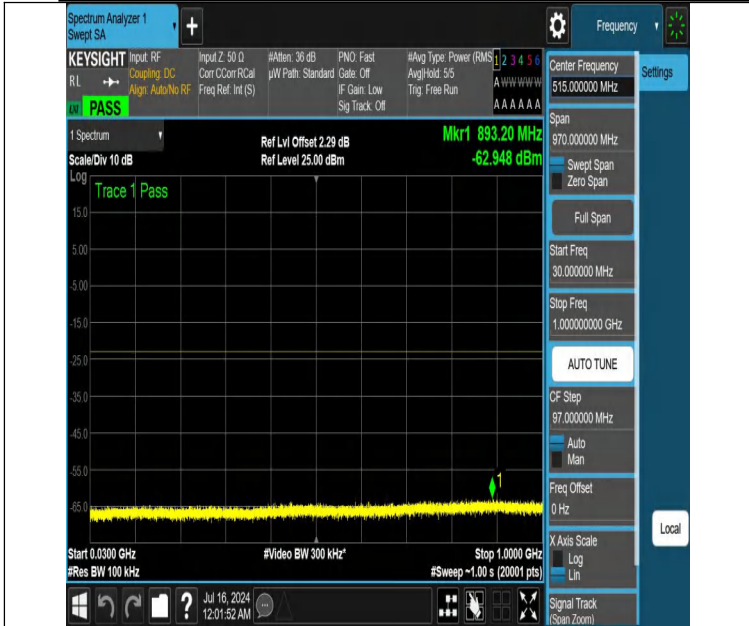 Spectrum Analyzer 1
Swept SA
Frequency
KEYSIGHT
RL
LXI
PASS
Input: RF
Coupling: DC
Align: Auto/No RF
Input Z: 50 Ω
Corr CCorr RCal
Freq Ref: Int (S)
#Atten: 36 dB
µW Path: Standard
PNO: Fast
Gate: Off
IF Gain: Low
Sig Track: Off
#Avg Type: Power (RMS
Avg|Hold: 5/5
Trig: Free Run
1 2 3 4 5 6
A W W W W W
A A A A A A
1 Spectrum
Scale/Div 10 dB
Ref Lvl Offset 2.29 dB
Ref Level 25.00 dBm
Mkr1 893.20 MHz
-62.948 dBm
Log
Trace 1 Pass
15.0
5.00
-5.00
-15.0
-25.0
-35.0
-45.0
-55.0
-65.0
1
Start 0.0300 GHz
#Res BW 100 kHz
#Video BW 300 kHz*
Stop 1.0000 GHz
#Sweep ~1.00 s (20001 pts)
?
Jul 16, 2024
12:01:52 AM
Center Frequency
515.000000 MHz
Settings
Span
970.000000 MHz
Swept Span
Zero Span
Full Span
Start Freq
30.000000 MHz
Stop Freq
1.000000000 GHz
AUTO TUNE
CF Step
97.000000 MHz
Auto
Man
Freq Offset
0 Hz
Local
X Axis Scale
Log
Lin
Signal Track
(Span Zoom)